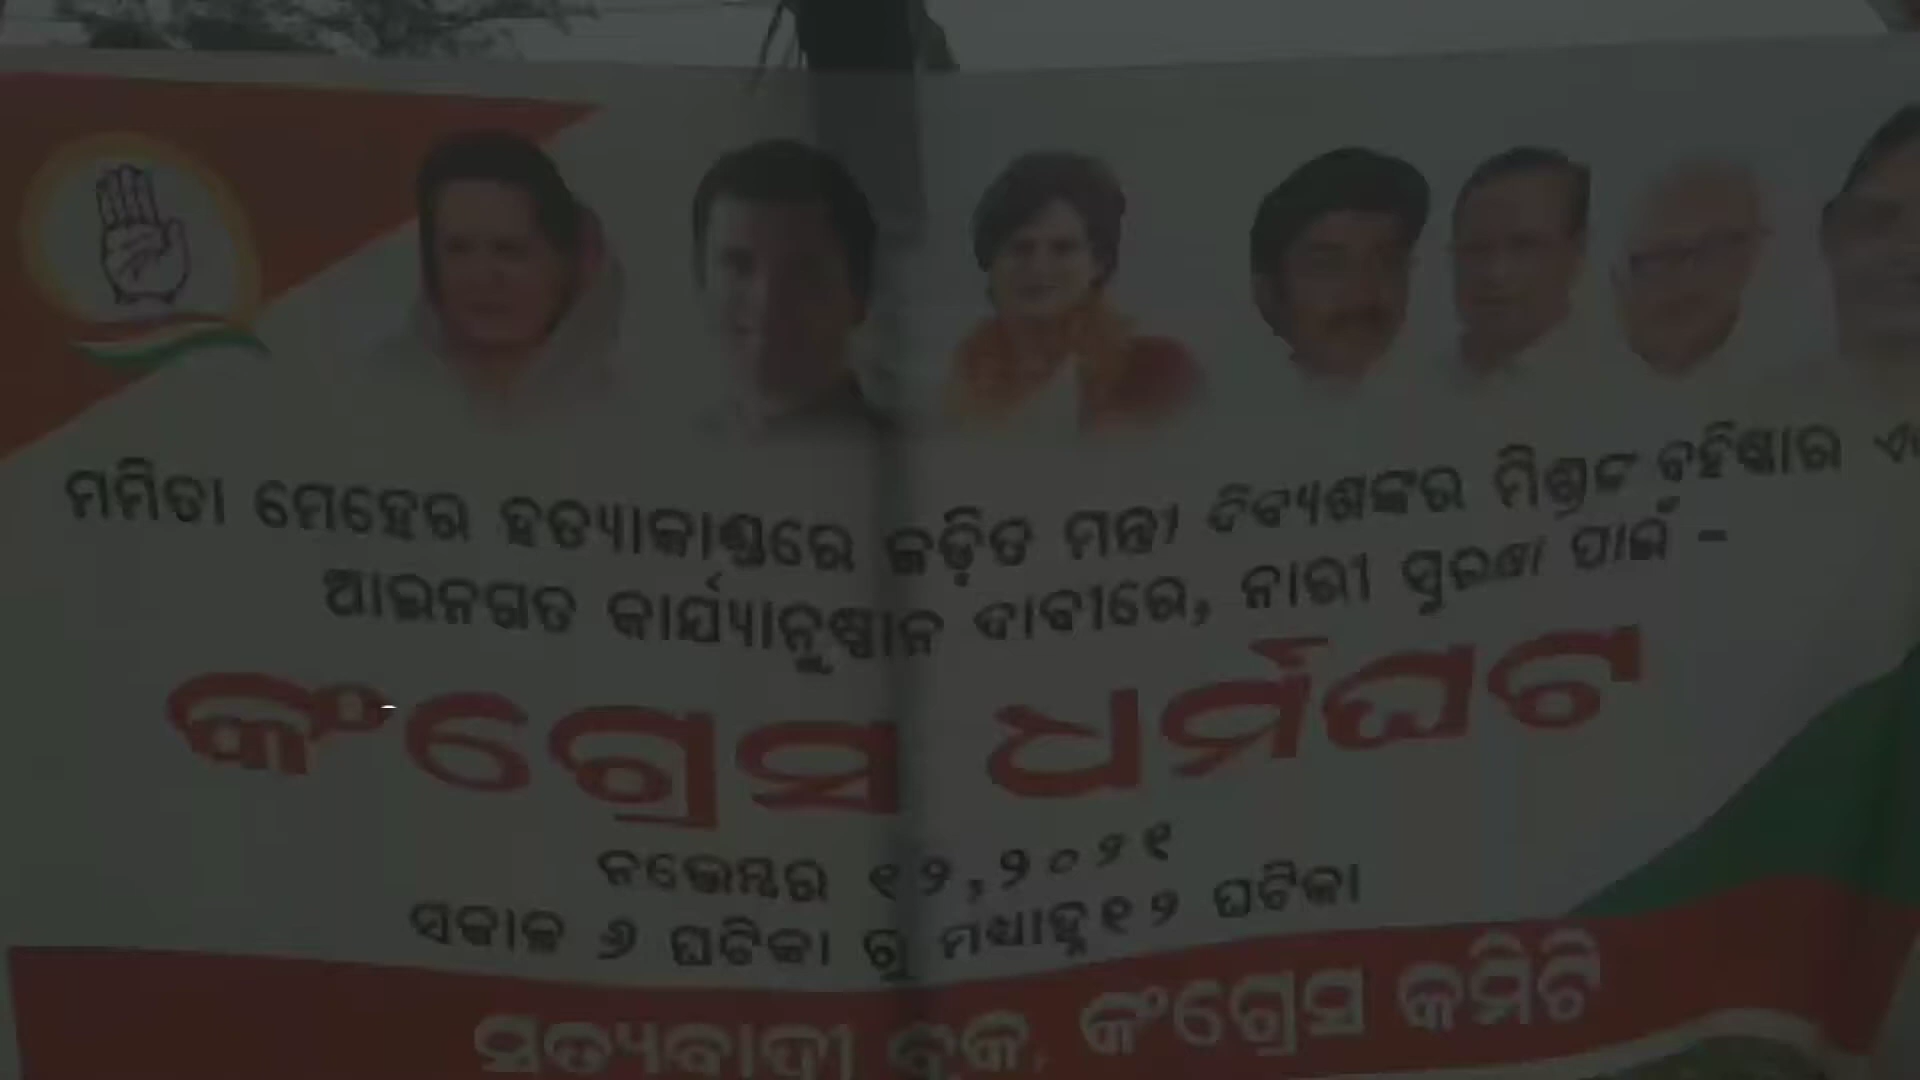 ମମିତା ମେହେର ହତ୍ୟାକାଣ୍ଡରେ ଜଡ଼ିତ ମନ୍ତ୍ରୀ ଦିବ୍ୟଶଙ୍କର ମିଶ୍ରଙ୍କ ବହିଷ୍କାର
ଆଇନଗତ କାର୍ଯ୍ୟାନୁଷ୍ଠାନ ଦାବୀରେ, ନାରୀ ସୁରକ୍ଷା ପାଇଁ -
କଂଗ୍ରେସ ଧର୍ମଘଟ
ନଭେମ୍ବର ୧୨,୨୦୨୧
ସକାଳ ୬ ଘଟିକା ରୁ ମଧ୍ୟାହ୍ନ ୧୨ ଘଟିକା
ସତ୍ୟବାଦୀ ବ୍ଲକ, କଂଗ୍ରେସ କମିଟି